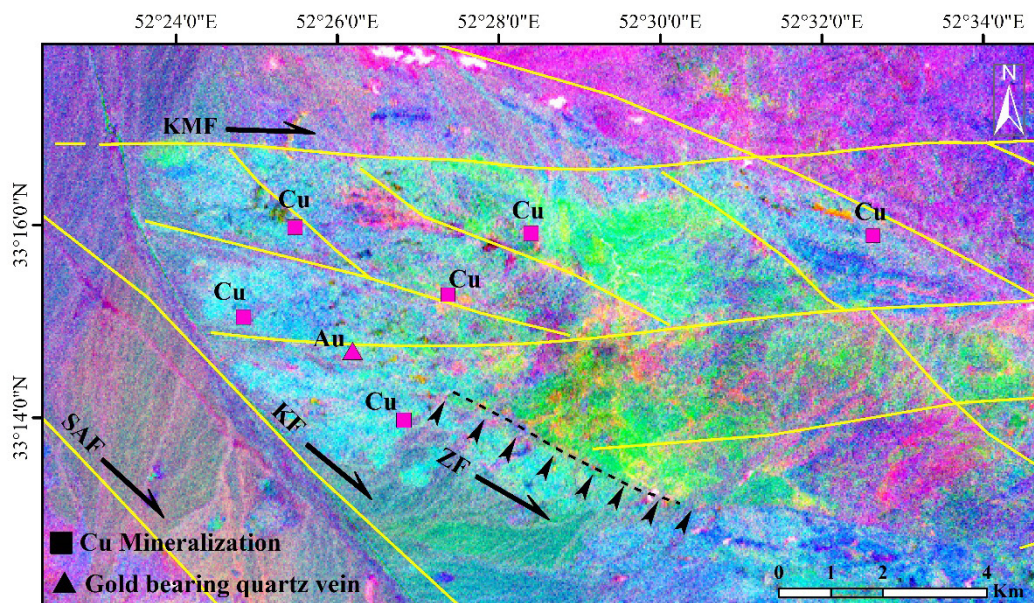 52°24'0"E 52°26'0"E 52°28'0"E 52°30'0"E 52°32'0"E 52°34'0"E
N
KMF
33°16'0"N
Cu
Cu
Cu
Cu
Cu
Au
33°14'0"N
Cu
SAF
KF
ZF
Cu Mineralization
Gold bearing quartz vein
0 1 2 4
Km